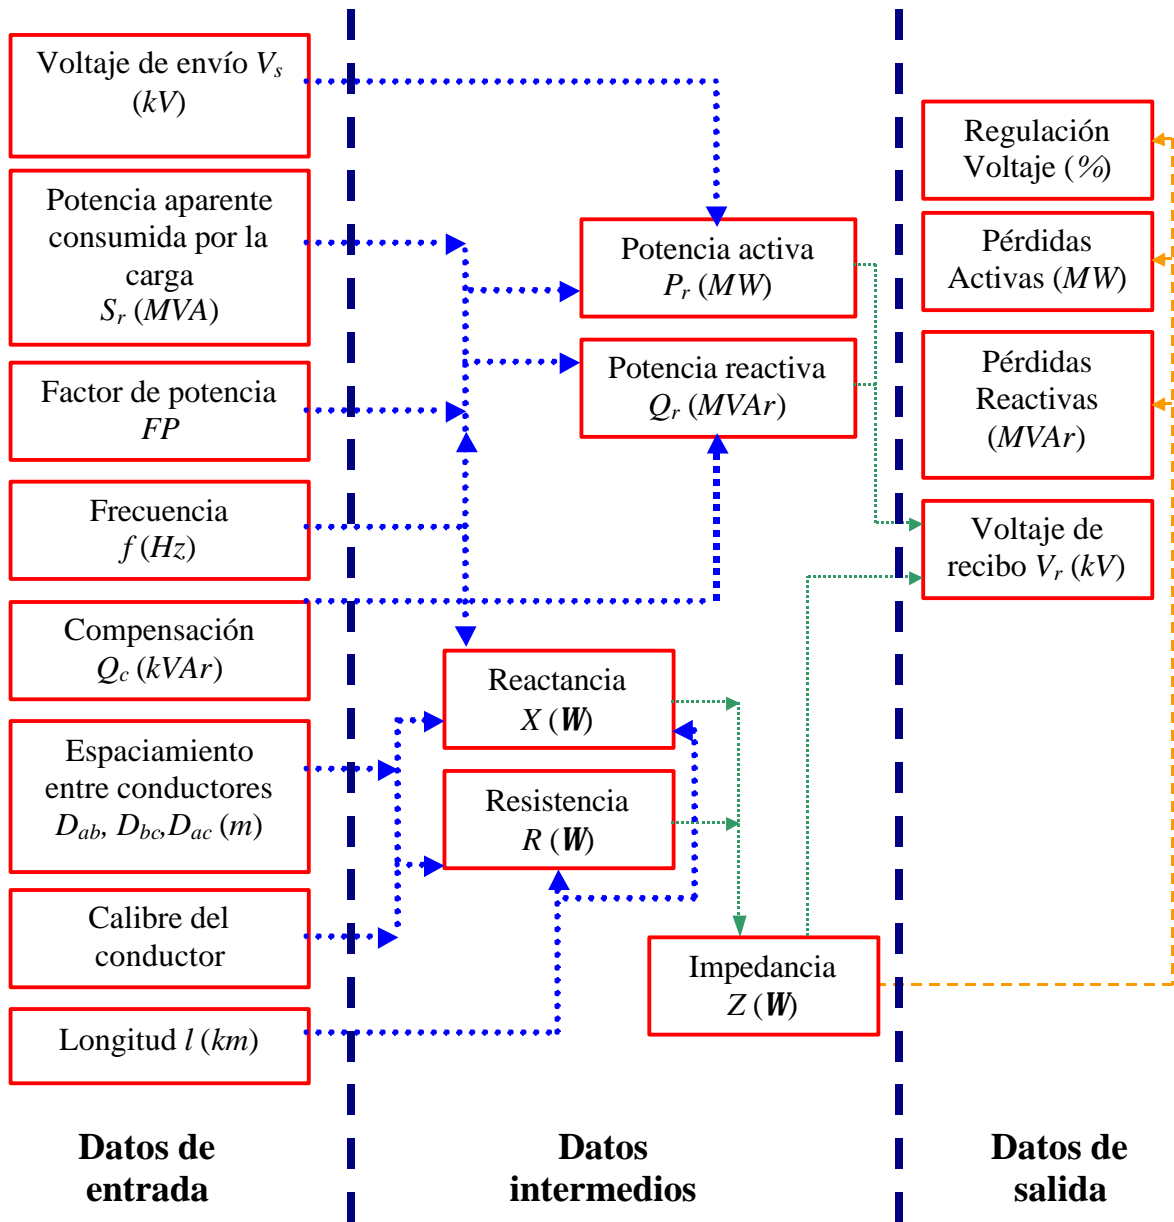 Voltaje de envío Vs
(kV)
Potencia aparente
consumida por la
carga
Sr (MVA)
Factor de potencia
FP
Frecuencia
f (Hz)
Compensación
Qc (kVAr)
Espaciamiento
entre conductores
Dab, Dbc,Dac (m)
Calibre del
conductor
Longitud l (km)
Datos de
entrada
Potencia activa
Pr (MW)
Potencia reactiva
Qr (MVAr)
Reactancia
X (W)
Resistencia
R (W)
Impedancia
Z (W)
Datos
intermedios
Regulación
Voltaje (%)
Pérdidas
Activas (MW)
Pérdidas
Reactivas
(MVAr)
Voltaje de
recibo Vr (kV)
Datos de
salida